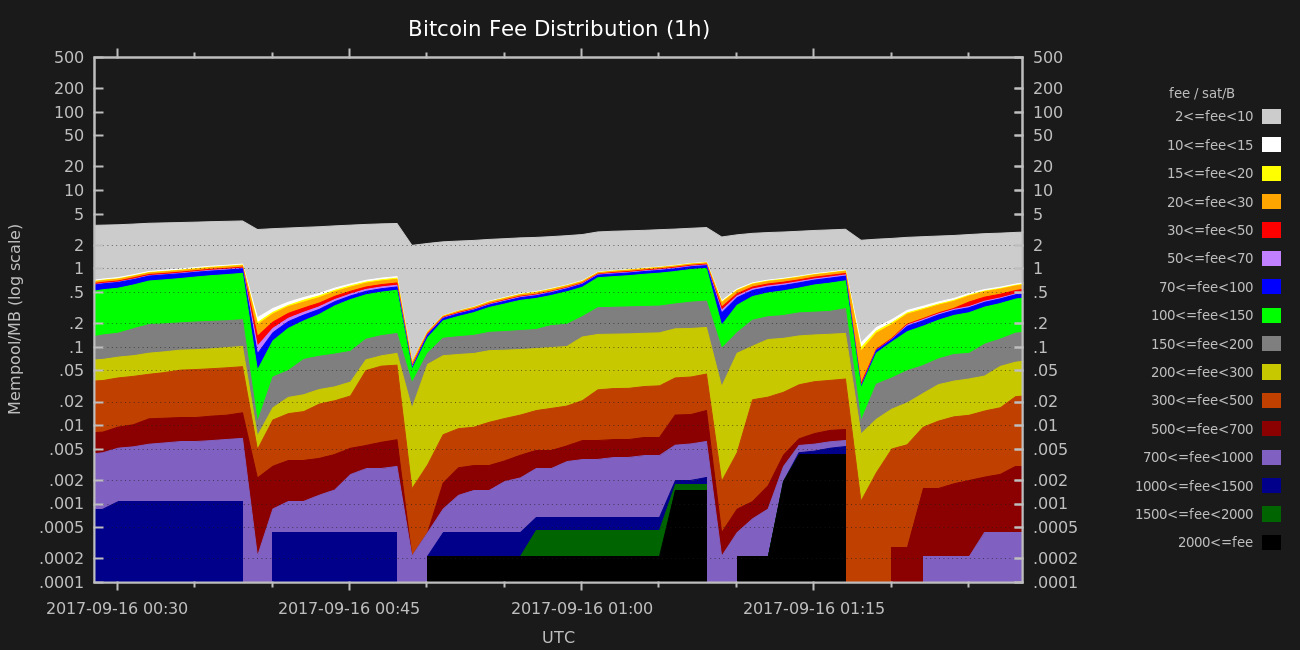 Bitcoin Fee Distribution (1h)
Mempool/MB (log scale)
500
200
100
50
20
10
5
2
1
.5
.2
.1
.05
.02
.01
.005
.002
.001
.0005
.0002
.0001
500
200
100
50
20
10
5
2
1
.5
.2
.1
.05
.02
.01
.005
.002
.001
.0005
.0002
.0001
2017-09-16 00:30
2017-09-16 00:45
2017-09-16 01:00
2017-09-16 01:15
UTC
fee / sat/B
2<=fee<10
10<=fee<15
15<=fee<20
20<=fee<30
30<=fee<50
50<=fee<70
70<=fee<100
100<=fee<150
150<=fee<200
200<=fee<300
300<=fee<500
500<=fee<700
700<=fee<1000
1000<=fee<1500
1500<=fee<2000
2000<=fee